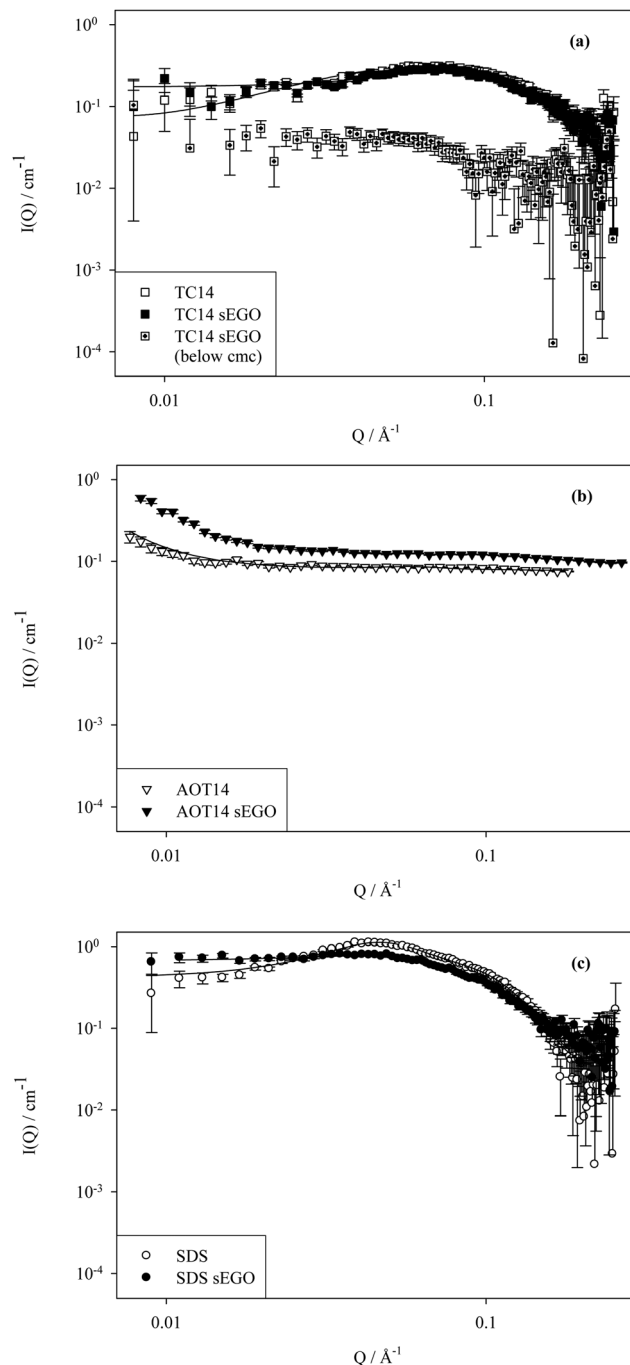 (a)
10⁰
10⁻¹
10⁻²
10⁻³
10⁻⁴
I(Q) / cm⁻¹
TC14
TC14 sEGO
TC14 sEGO
(below cmc)
0.01 0.1
Q / Å⁻¹
(b)
10⁰
10⁻¹
10⁻²
10⁻³
10⁻⁴
I(Q) / cm⁻¹
AOT14
AOT14 sEGO
0.01 0.1
Q / Å⁻¹
(c)
10⁰
10⁻¹
10⁻²
10⁻³
10⁻⁴
I(Q) / cm⁻¹
SDS
SDS sEGO
0.01 0.1
Q / Å⁻¹